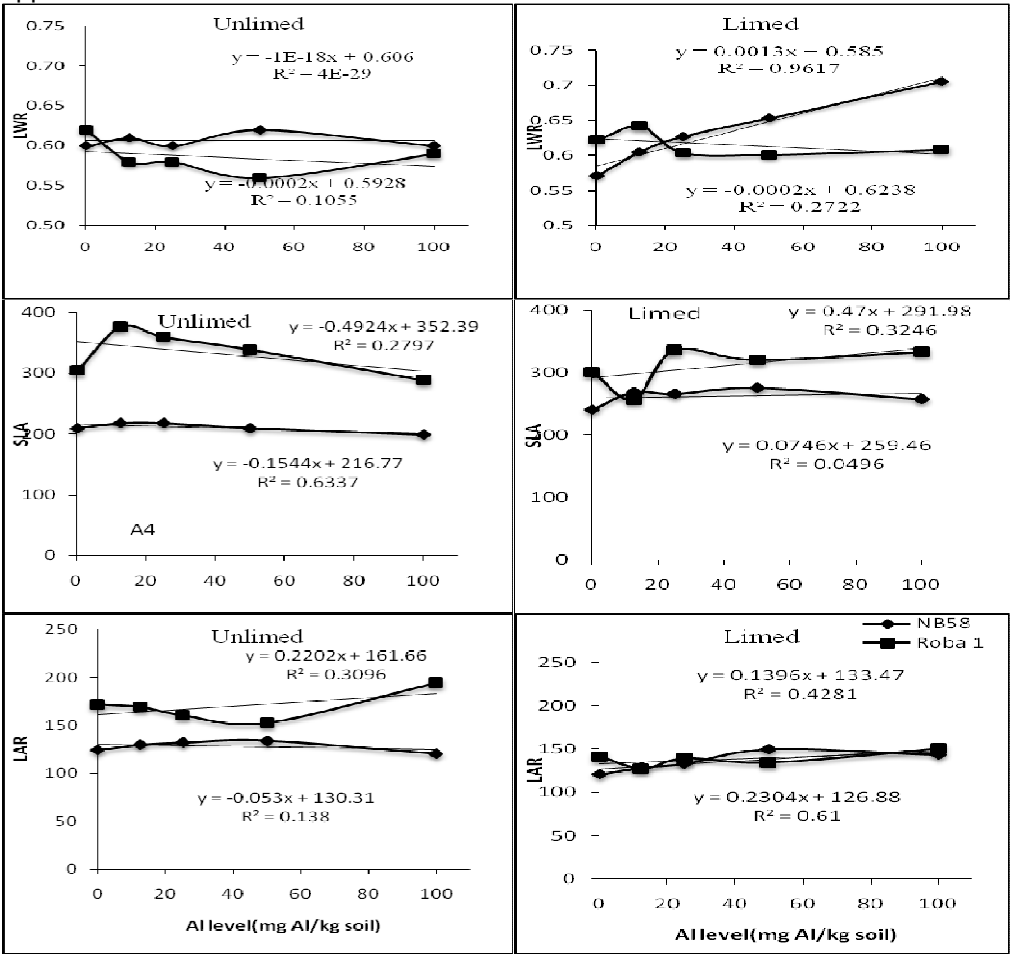 Unlimed
0.75
0.70
0.65
0.60
0.55
0.50
LWR
y = -1E-18x + 0.606
R² = 4E-29
y = -0.0002x + 0.5928
R² = 0.1055
0 20 40 60 80 100
Limed
0.75
0.7
0.65
0.6
0.55
0.5
LWR
y = 0.0013x + 0.585
R² = 0.9617
y = -0.0002x + 0.6238
R² = 0.2722
0 20 40 60 80 100
Unlimed
400
300
200
100
0
SLA
y = -0.4924x + 352.39
R² = 0.2797
y = -0.1544x + 216.77
R² = 0.6337
A4
0 20 40 60 80 100
Limed
400
300
200
100
0
SLA
y = 0.47x + 291.98
R² = 0.3246
y = 0.0746x + 259.46
R² = 0.0496
0 20 40 60 80 100
Unlimed
250
200
150
100
50
0
LAR
y = 0.2202x + 161.66
R² = 0.3096
y = -0.053x + 130.31
R² = 0.138
0 20 40 60 80 100
Al level(mg Al/kg soil)
NB58
Roba 1
Limed
250
200
150
100
50
0
LAR
y = 0.1396x + 133.47
R² = 0.4281
y = 0.2304x + 126.88
R² = 0.61
0 20 40 60 80 100
Al level(mg Al/kg soil)